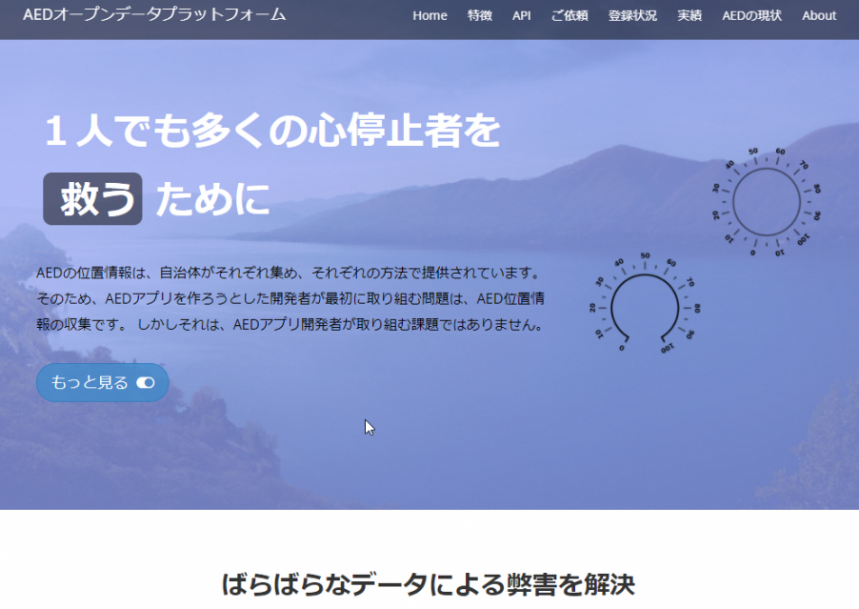 AEDオープンデータプラットフォーム
Home 特徴 API ご依頼 登録状況 実績 AEDの現状 About
１人でも多くの心停止者を
救う ために
AEDの位置情報は、自治体がそれぞれ集め、それぞれの方法で提供されています。
そのため、AEDアプリを作ろうとした開発者が最初に取り組む問題は、AED位置情
報の収集です。 しかしそれは、AEDアプリ開発者が取り組む課題ではありません。
もっと見る
0 10 20 30 40 50 60 70 80 90 100
10 20 30 40 50 60 70 80 90 100 0 10
ばらばらなデータによる弊害を解決